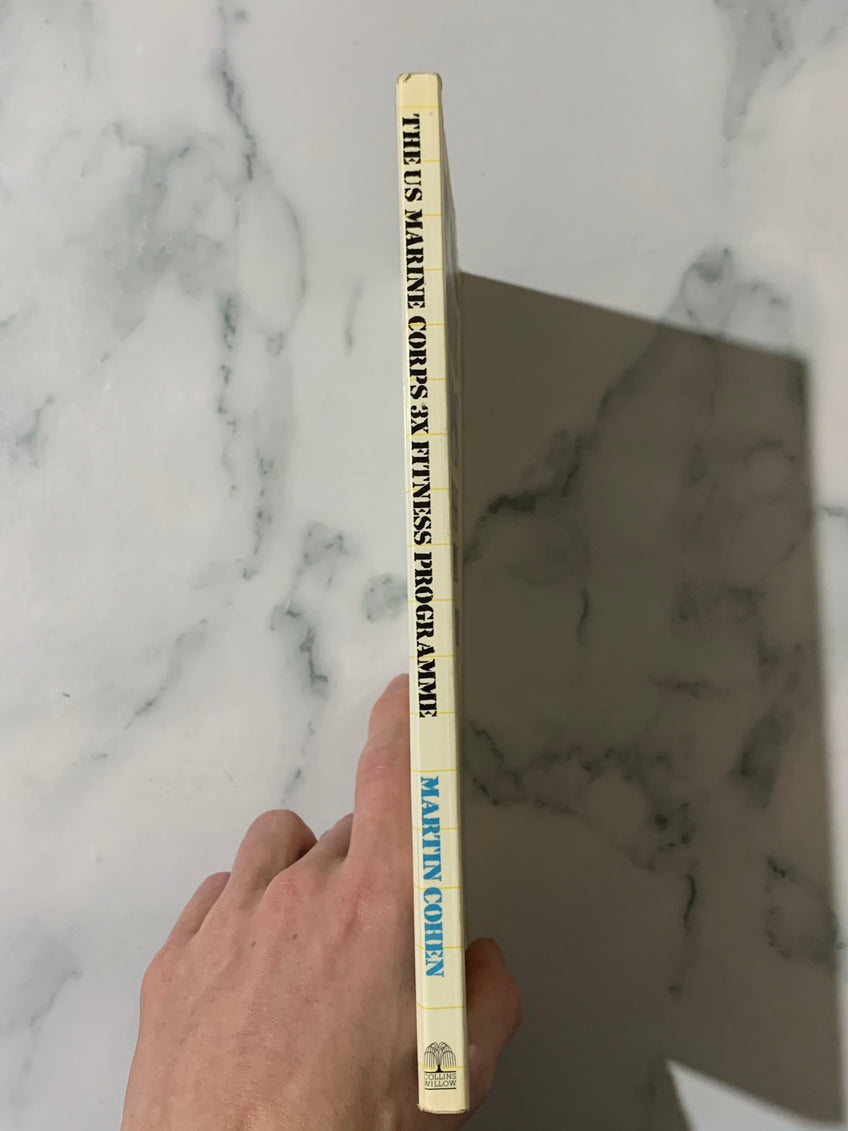 THE US MARINE CORPS 3X FITNESS PROGRAMME
MARTIN COHEN
COLLINS
WILLOW